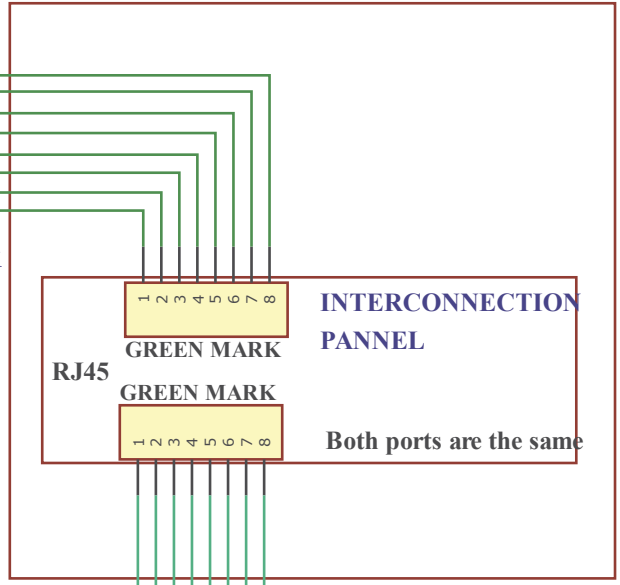 1 2 3 4 5 6 7 8
INTERCONNECTION
PANNEL
GREEN MARK
RJ45
GREEN MARK
Both ports are the same
1 2 3 4 5 6 7 8